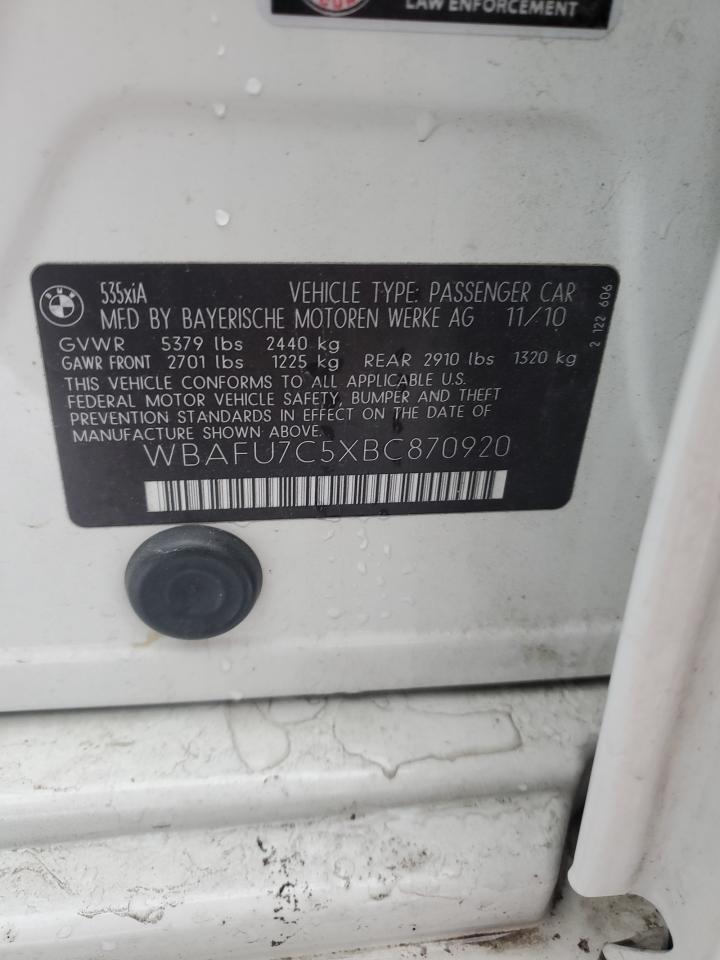 LAW ENFORCEMENT
535xiA VEHICLE TYPE: PASSENGER CAR
MFD BY BAYERISCHE MOTOREN WERKE AG 11/10
GVWR 5379 lbs 2440 kg
GAWR FRONT 2701 lbs 1225 kg REAR 2910 lbs 1320 kg
THIS VEHICLE CONFORMS TO ALL APPLICABLE U.S.
FEDERAL MOTOR VEHICLE SAFETY, BUMPER AND THEFT
PREVENTION STANDARDS IN EFFECT ON THE DATE OF
MANUFACTURE SHOWN ABOVE.
WBAFU7C5XBC870920
2 122 606
BMW